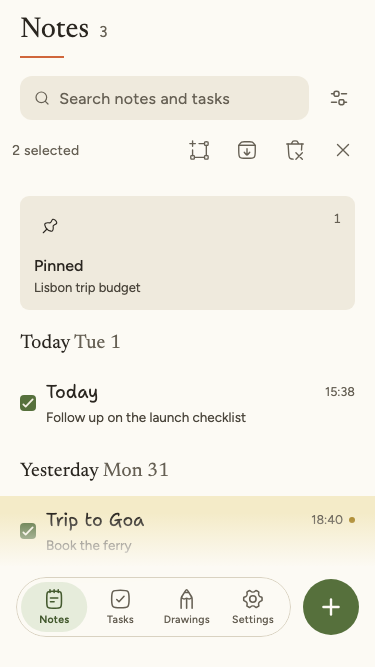 Notes 3
Search notes and tasks
2 selected
1
Pinned
Lisbon trip budget
Today Tue 1
Today 15:38
Follow up on the launch checklist
Yesterday Mon 31
Trip to Goa 18:40
Book the ferry
Notes Tasks Drawings Settings